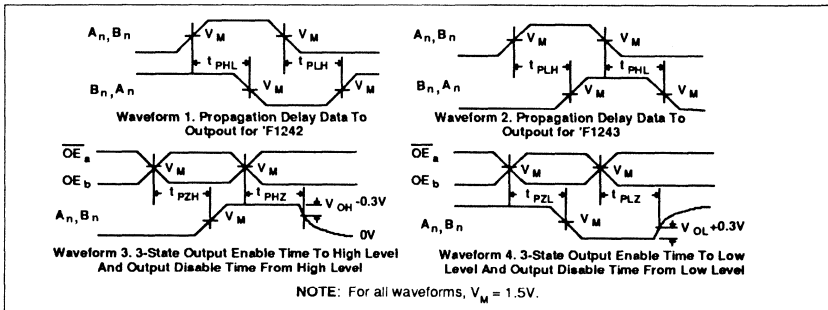 An, Bn
VM
VM
tPHL
tPLH
Bn, An
VM
VM
Waveform 1. Propagation Delay Data To
Outpout for 'F1242
An, Bn
VM
VM
tPLH
tPHL
Bn, An
VM
VM
Waveform 2. Propagation Delay Data To
Outpout for 'F1243
OEa
OEb
VM
VM
tPZH
tPHZ
An, Bn
VM
VOH -0.3V
0V
Waveform 3. 3-State Output Enable Time To High Level
And Output Disable Time From High Level
OEa
OEb
VM
VM
tPZL
tPLZ
An, Bn
VM
VOL +0.3V
Waveform 4. 3-State Output Enable Time To Low
Level And Output Disable Time From Low Level
NOTE: For all waveforms, VM = 1.5V.